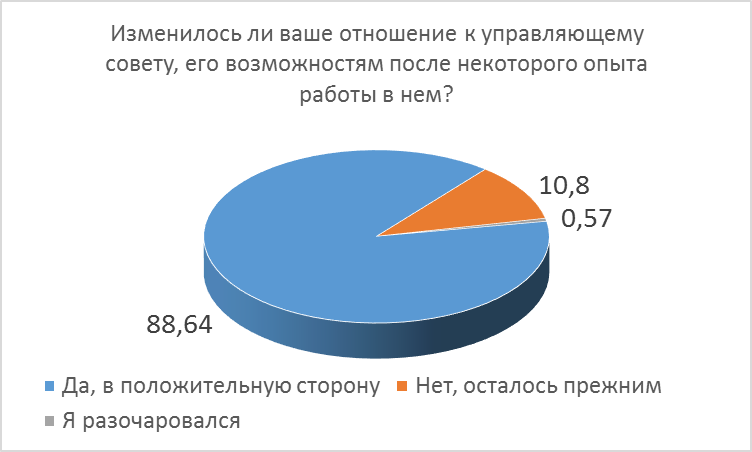 Изменилось ли ваше отношение к управляющему
совету, его возможностям после некоторого опыта
работы в нем?
10,8
0,57
88,64
Да, в положительную сторону
Нет, осталось прежним
Я разочаровался